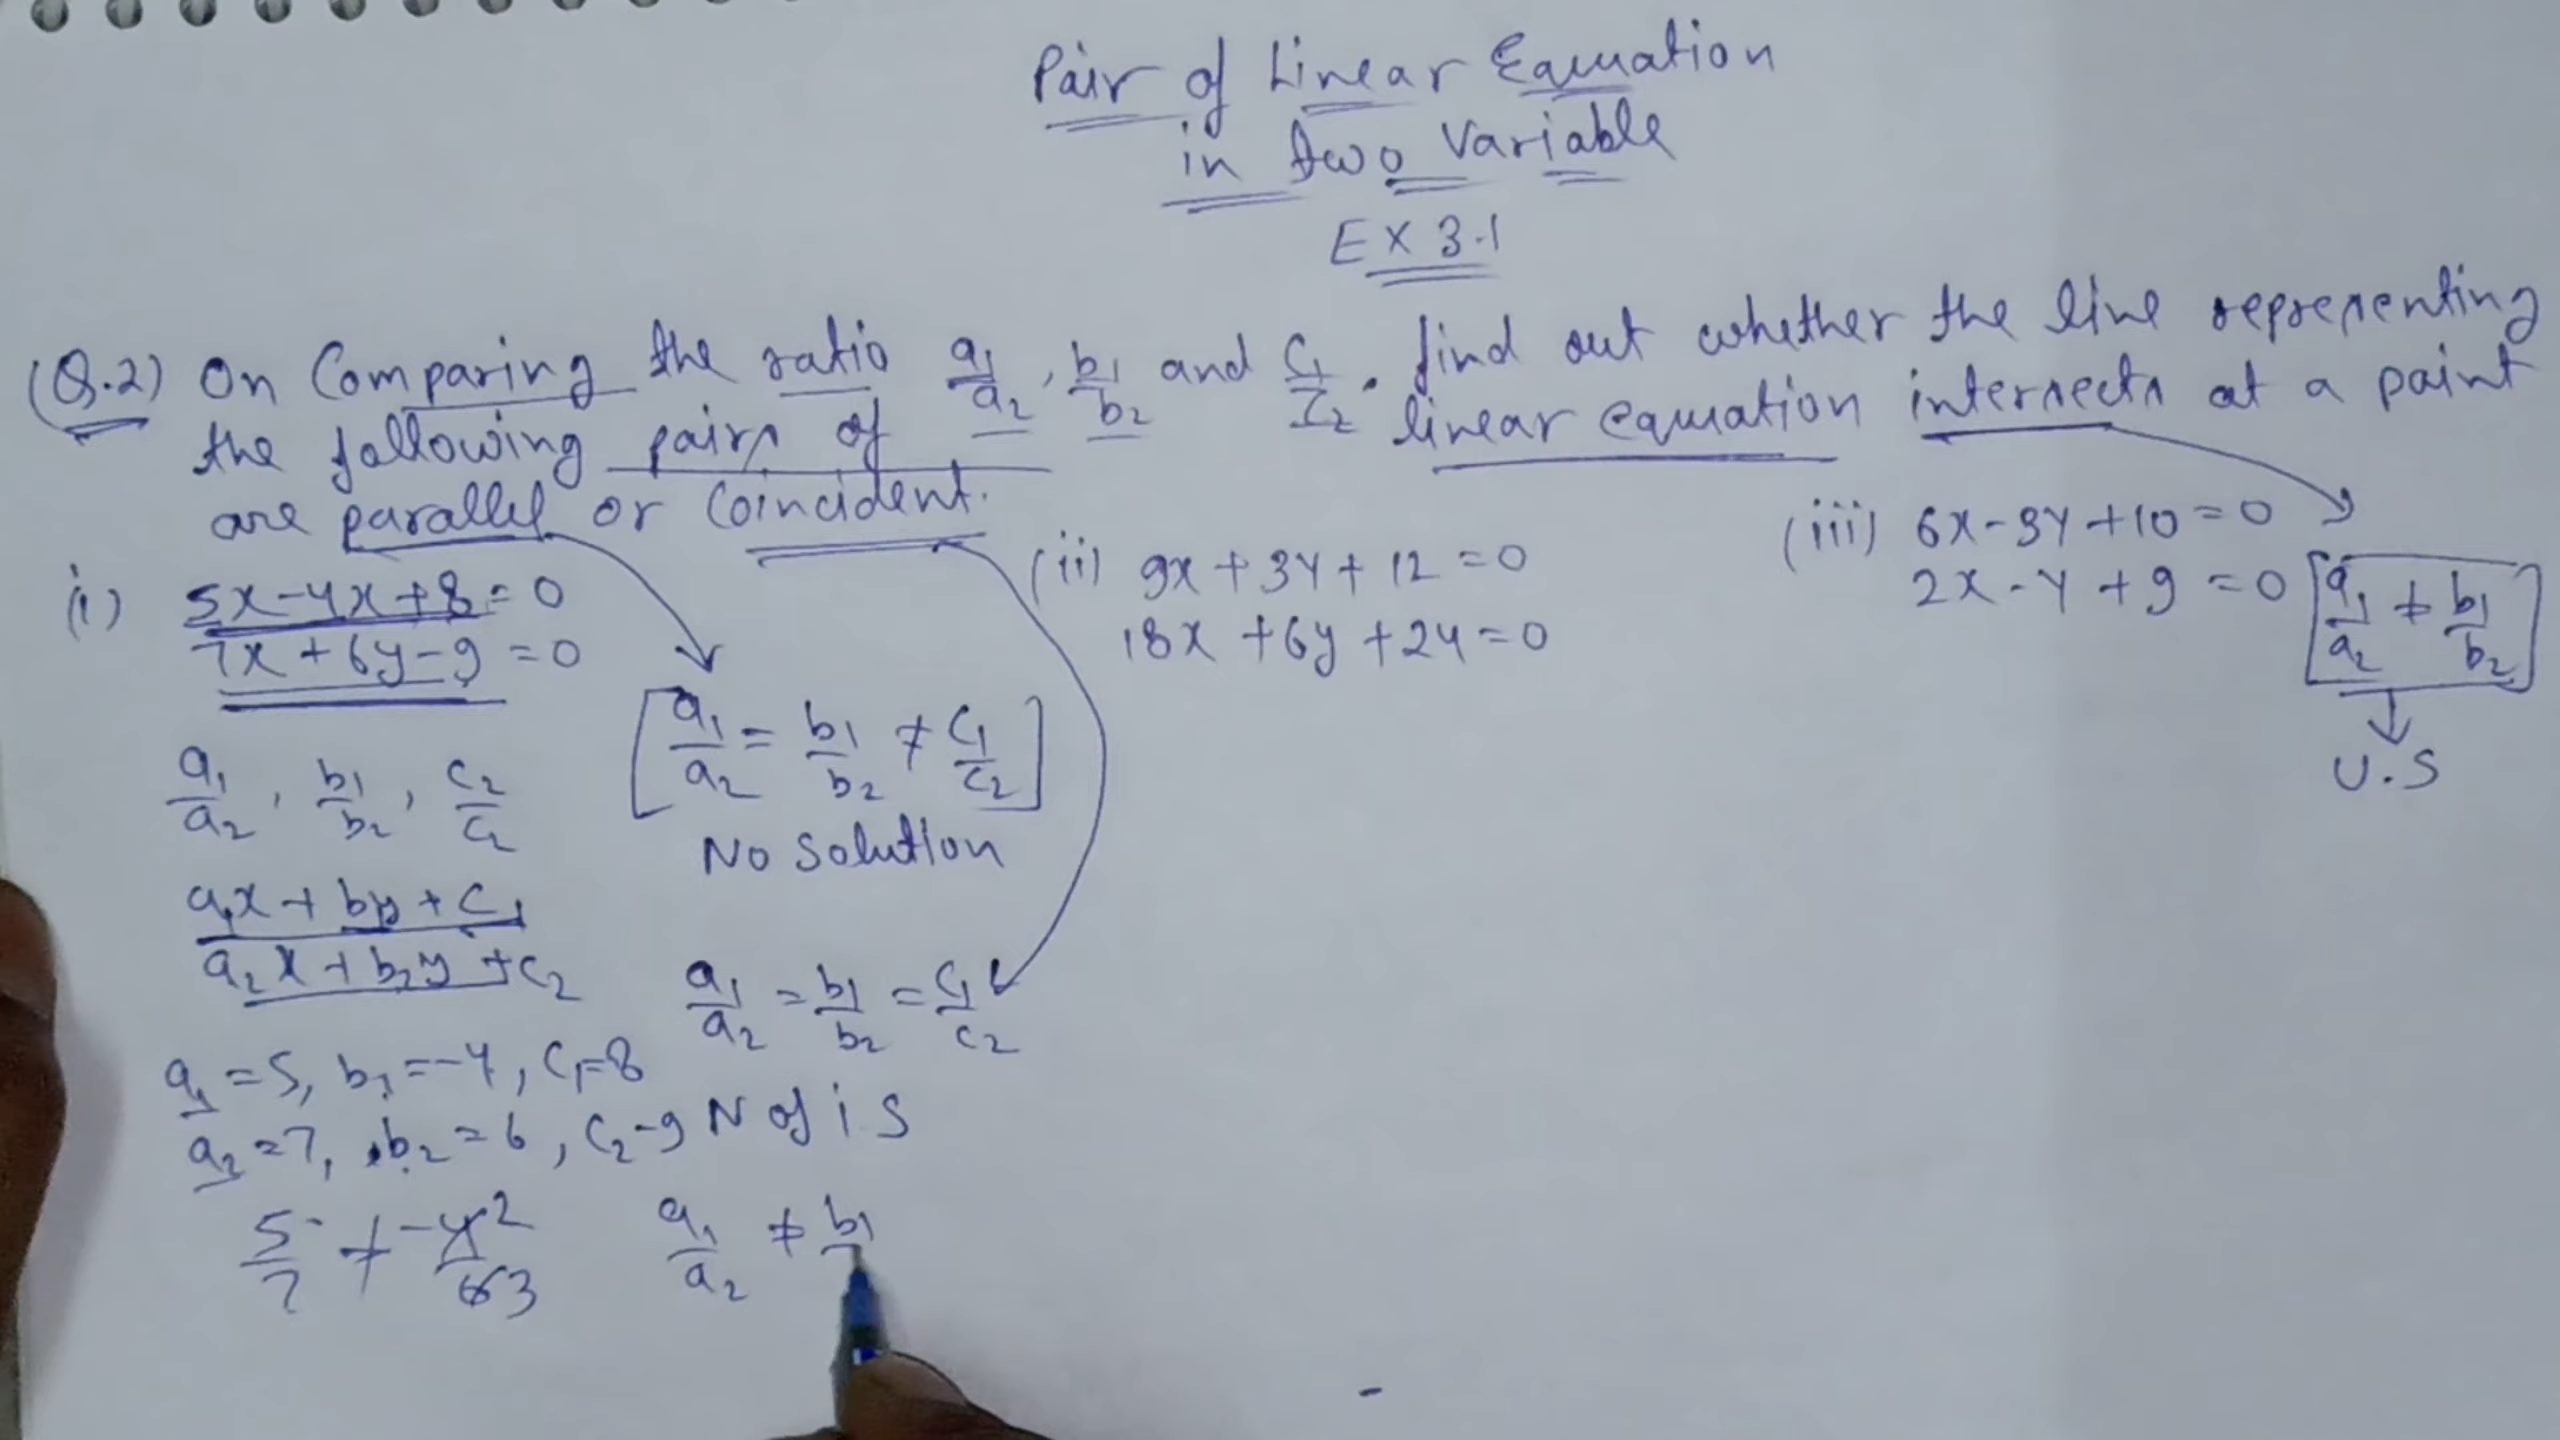 Pair of Linear Equation
in two Variable
EX 3.1
(Q.2) On Comparing the ratio a₁/a₂, b₁/b₂ and c₁/c₂. find out whether the line representing
the following pairs of linear equation intersects at a paint
are parallel or Coincident.
(i) 5x-4x+8=0
7x+6y-9=0
(ii) 9x+3y+12=0
18x+6y+24=0
(iii) 6x-3y+10=0
2x-y+9=0
[a₁/a₂ ≠ b₁/b₂]
U.S
[a₁/a₂ = b₁/b₂ ≠ c₁/c₂]
No Solution
a₁/a₂, b₁/b₂, c₂/c₂
a₁x+by+c₁
a₂x+b₂y+c₂
a₁/a₂ = b₁/b₂ = c₁/c₂
N of i S
a₁=5, b₁=-4, c₁=8
a₂=7, b₂=6, c₂-9
5/7 ≠ -4 2/6 3
a₁/a₂ ≠ b₁